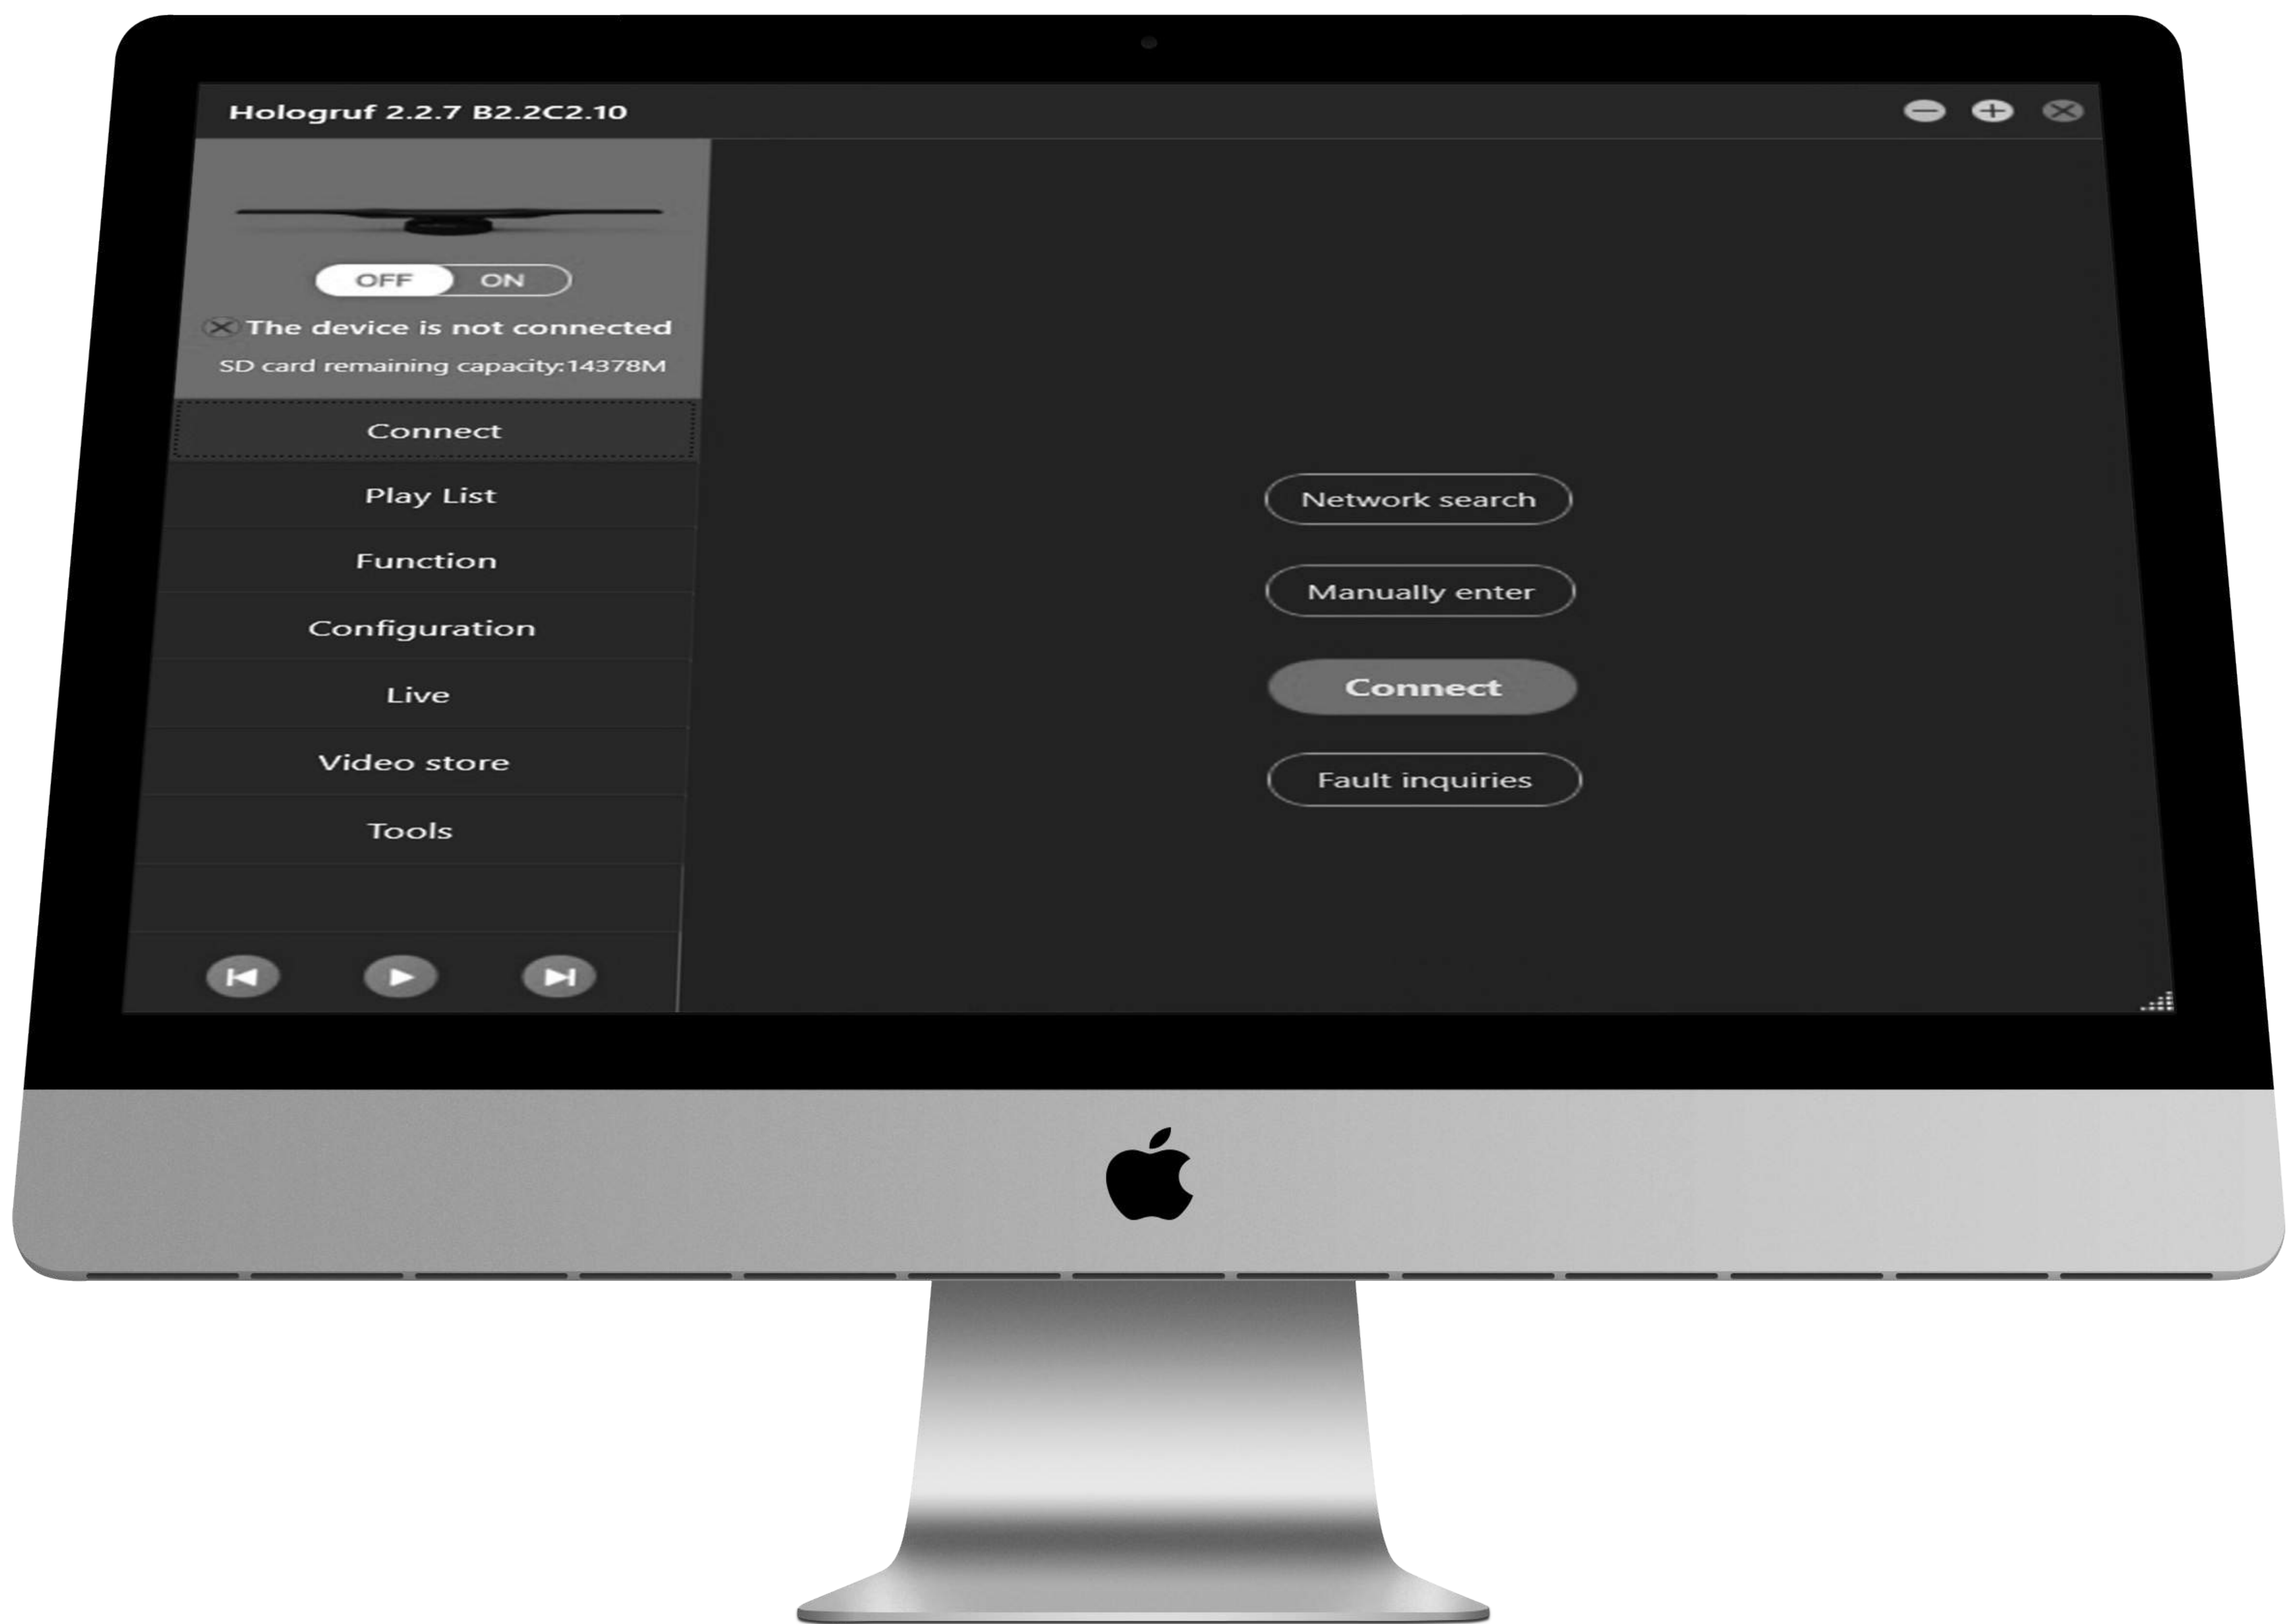 Hologruf 2.2.7 B2.2C2.10
OFF ON
The device is not connected
SD card remaining capacity:14378M
Connect
Play List
Function
Configuration
Live
Video store
Tools
Network search
Manually enter
Connect
Fault inquiries